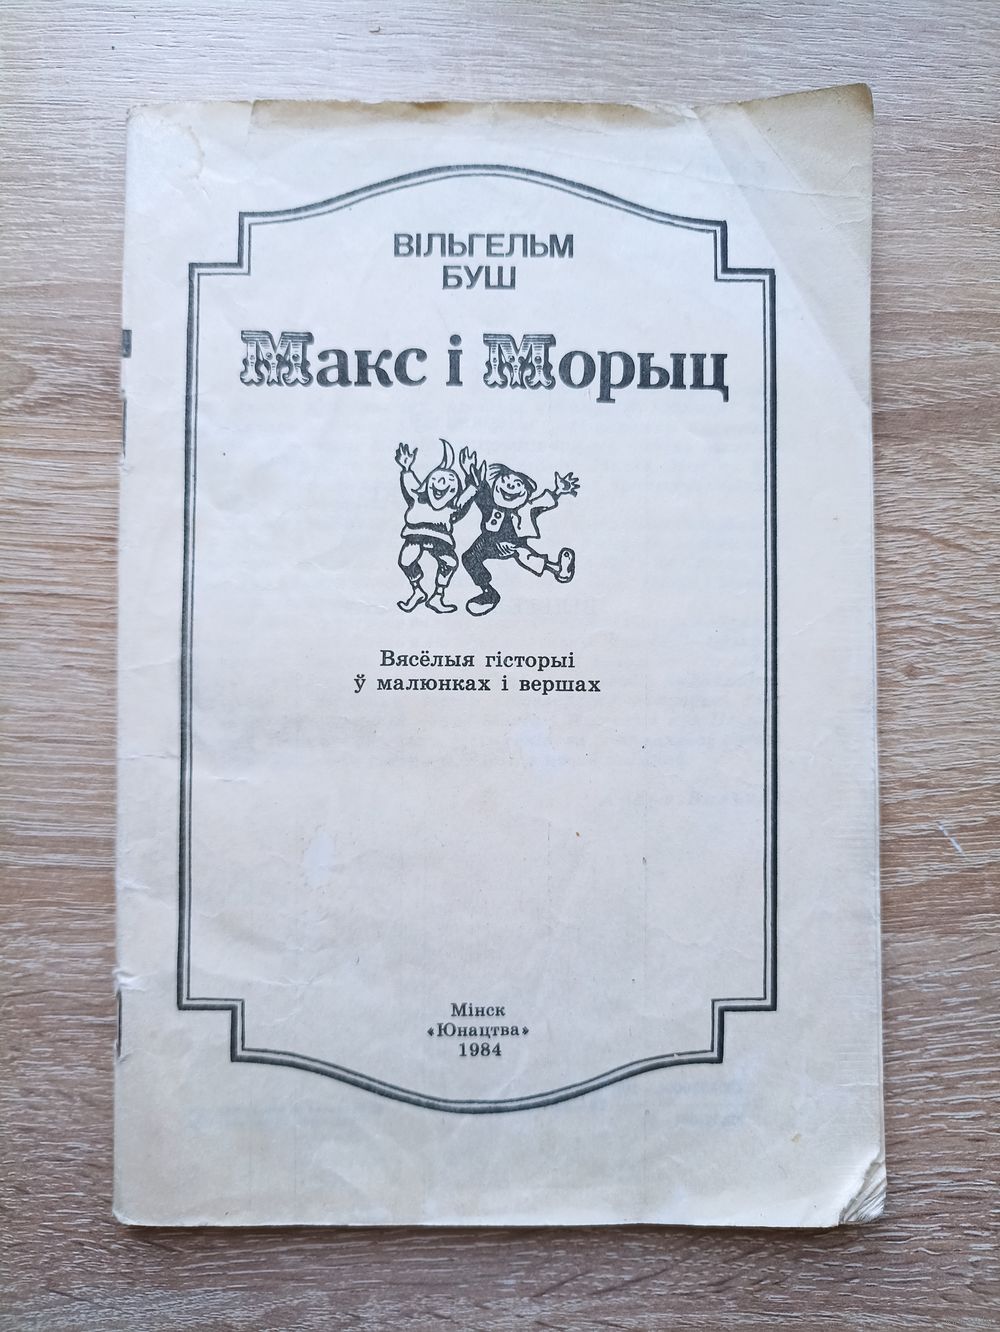 ВІЛЬГЕЛЬМ
БУШ
Макс і Морыц
Вясёлыя гісторыі
ў малюнках і вершах
Мінск
«Юнацтва»
1984